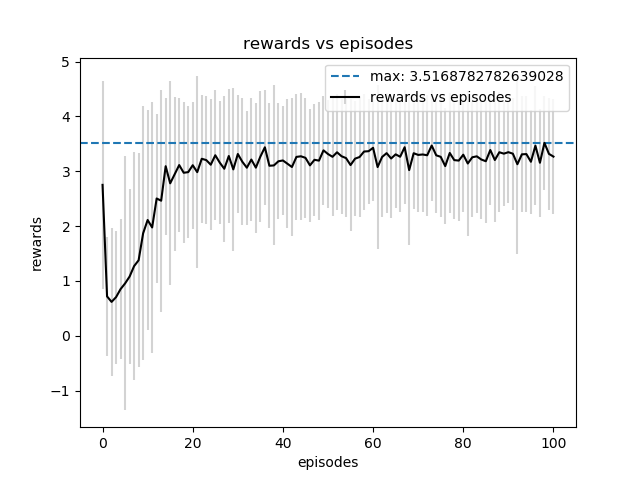 rewards vs episodes
max: 3.5168782782639028
rewards vs episodes
5
4
3
2
1
0
−1
rewards
0 20 40 60 80 100
episodes